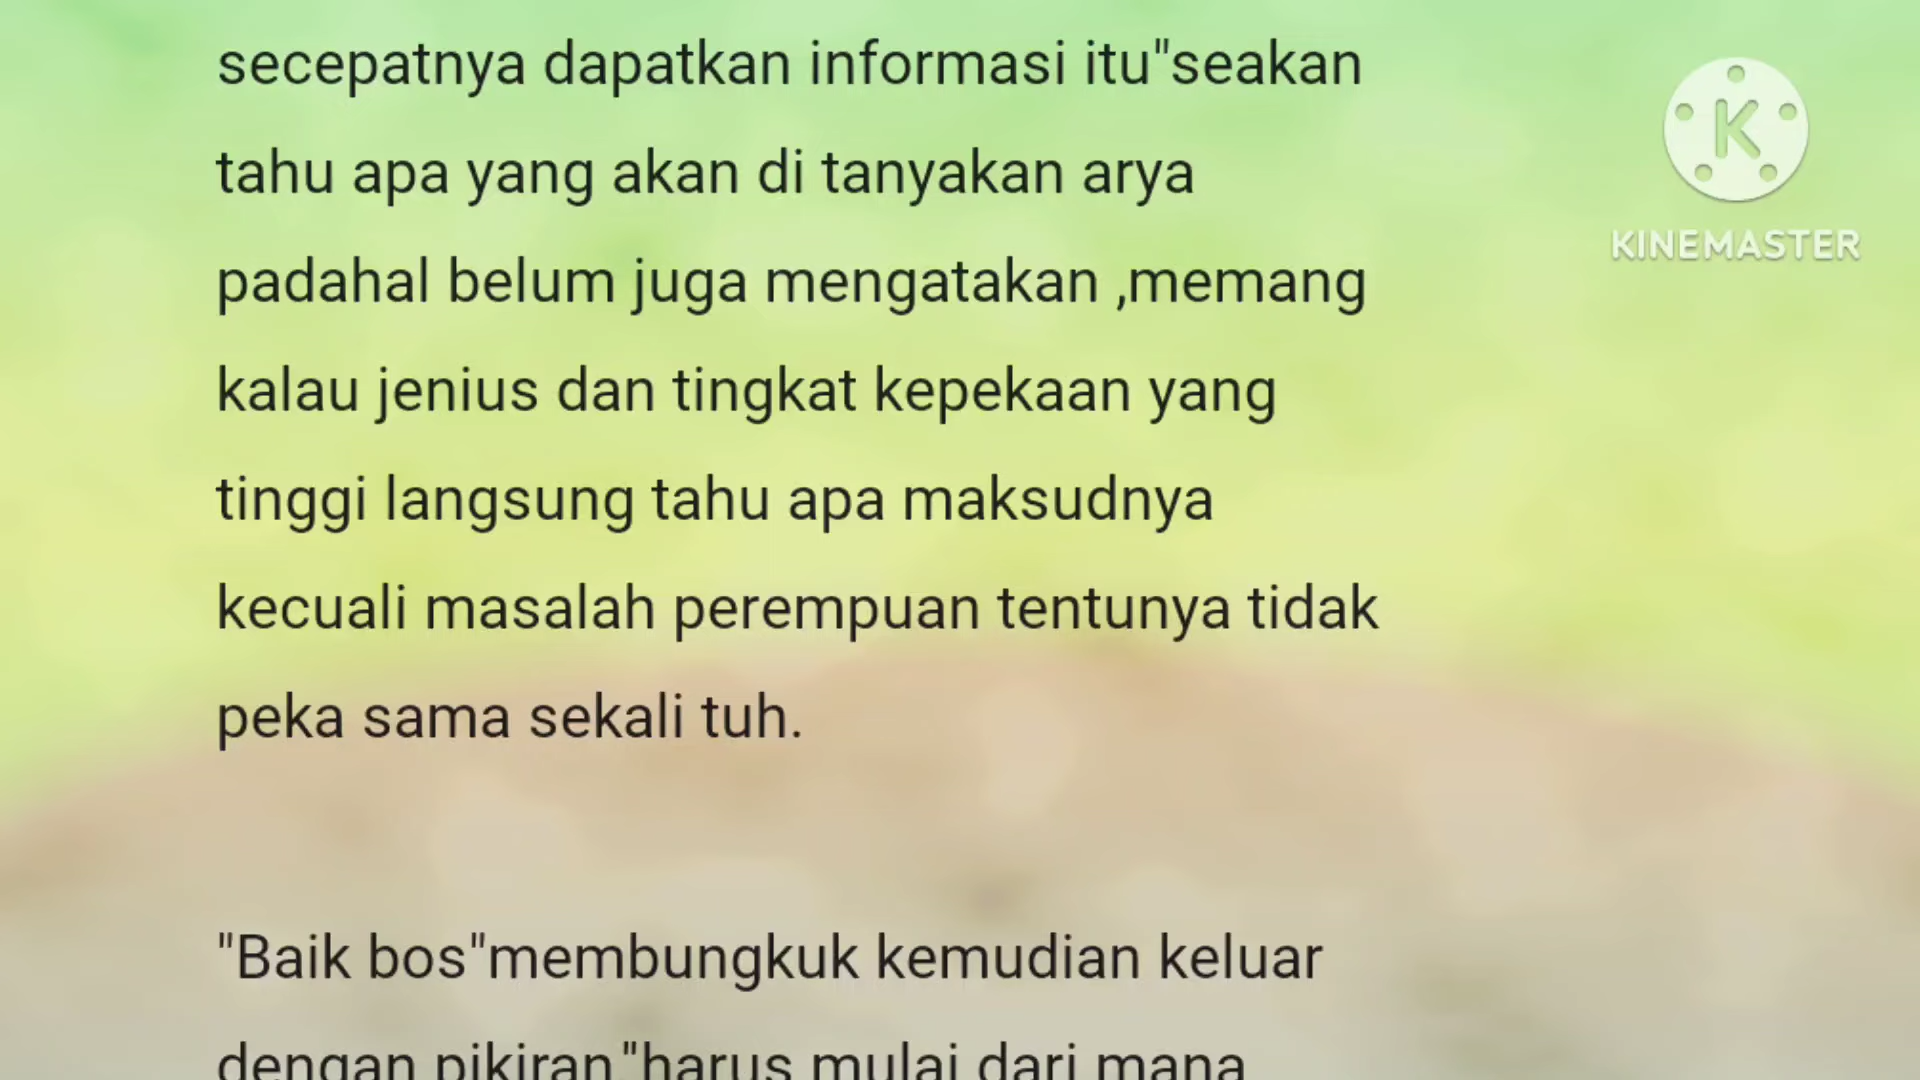 secepatnya dapatkan informasi itu"seakan
tahu apa yang akan di tanyakan arya
padahal belum juga mengatakan ,memang
kalau jenius dan tingkat kepekaan yang
tinggi langsung tahu apa maksudnya
kecuali masalah perempuan tentunya tidak
peka sama sekali tuh.
"Baik bos"membungkuk kemudian keluar
dengan pikiran,"harus mulai dari mana
K
KINEMASTER